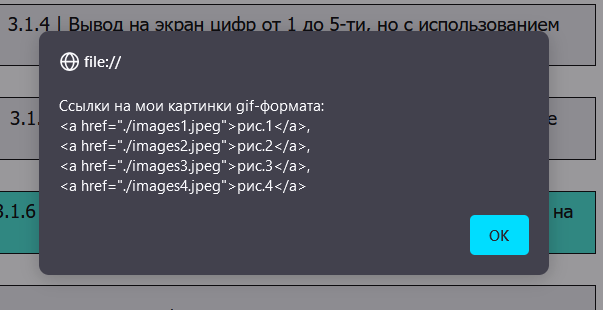 3.1.4 | Вывод на экран цифр от 1 до 5-ти, но с использованием
file://
Ссылки на мои картинки gif-формата:
3.1.
е
<a href="./images1.jpeg">рис.1</a>,
<a href="./images2.jpeg">рис.2</a>,
<a href="./images3.jpeg">рис.3</a>,
<a href="./images4.jpeg">рис.4</a>
3.1.6
на
OK